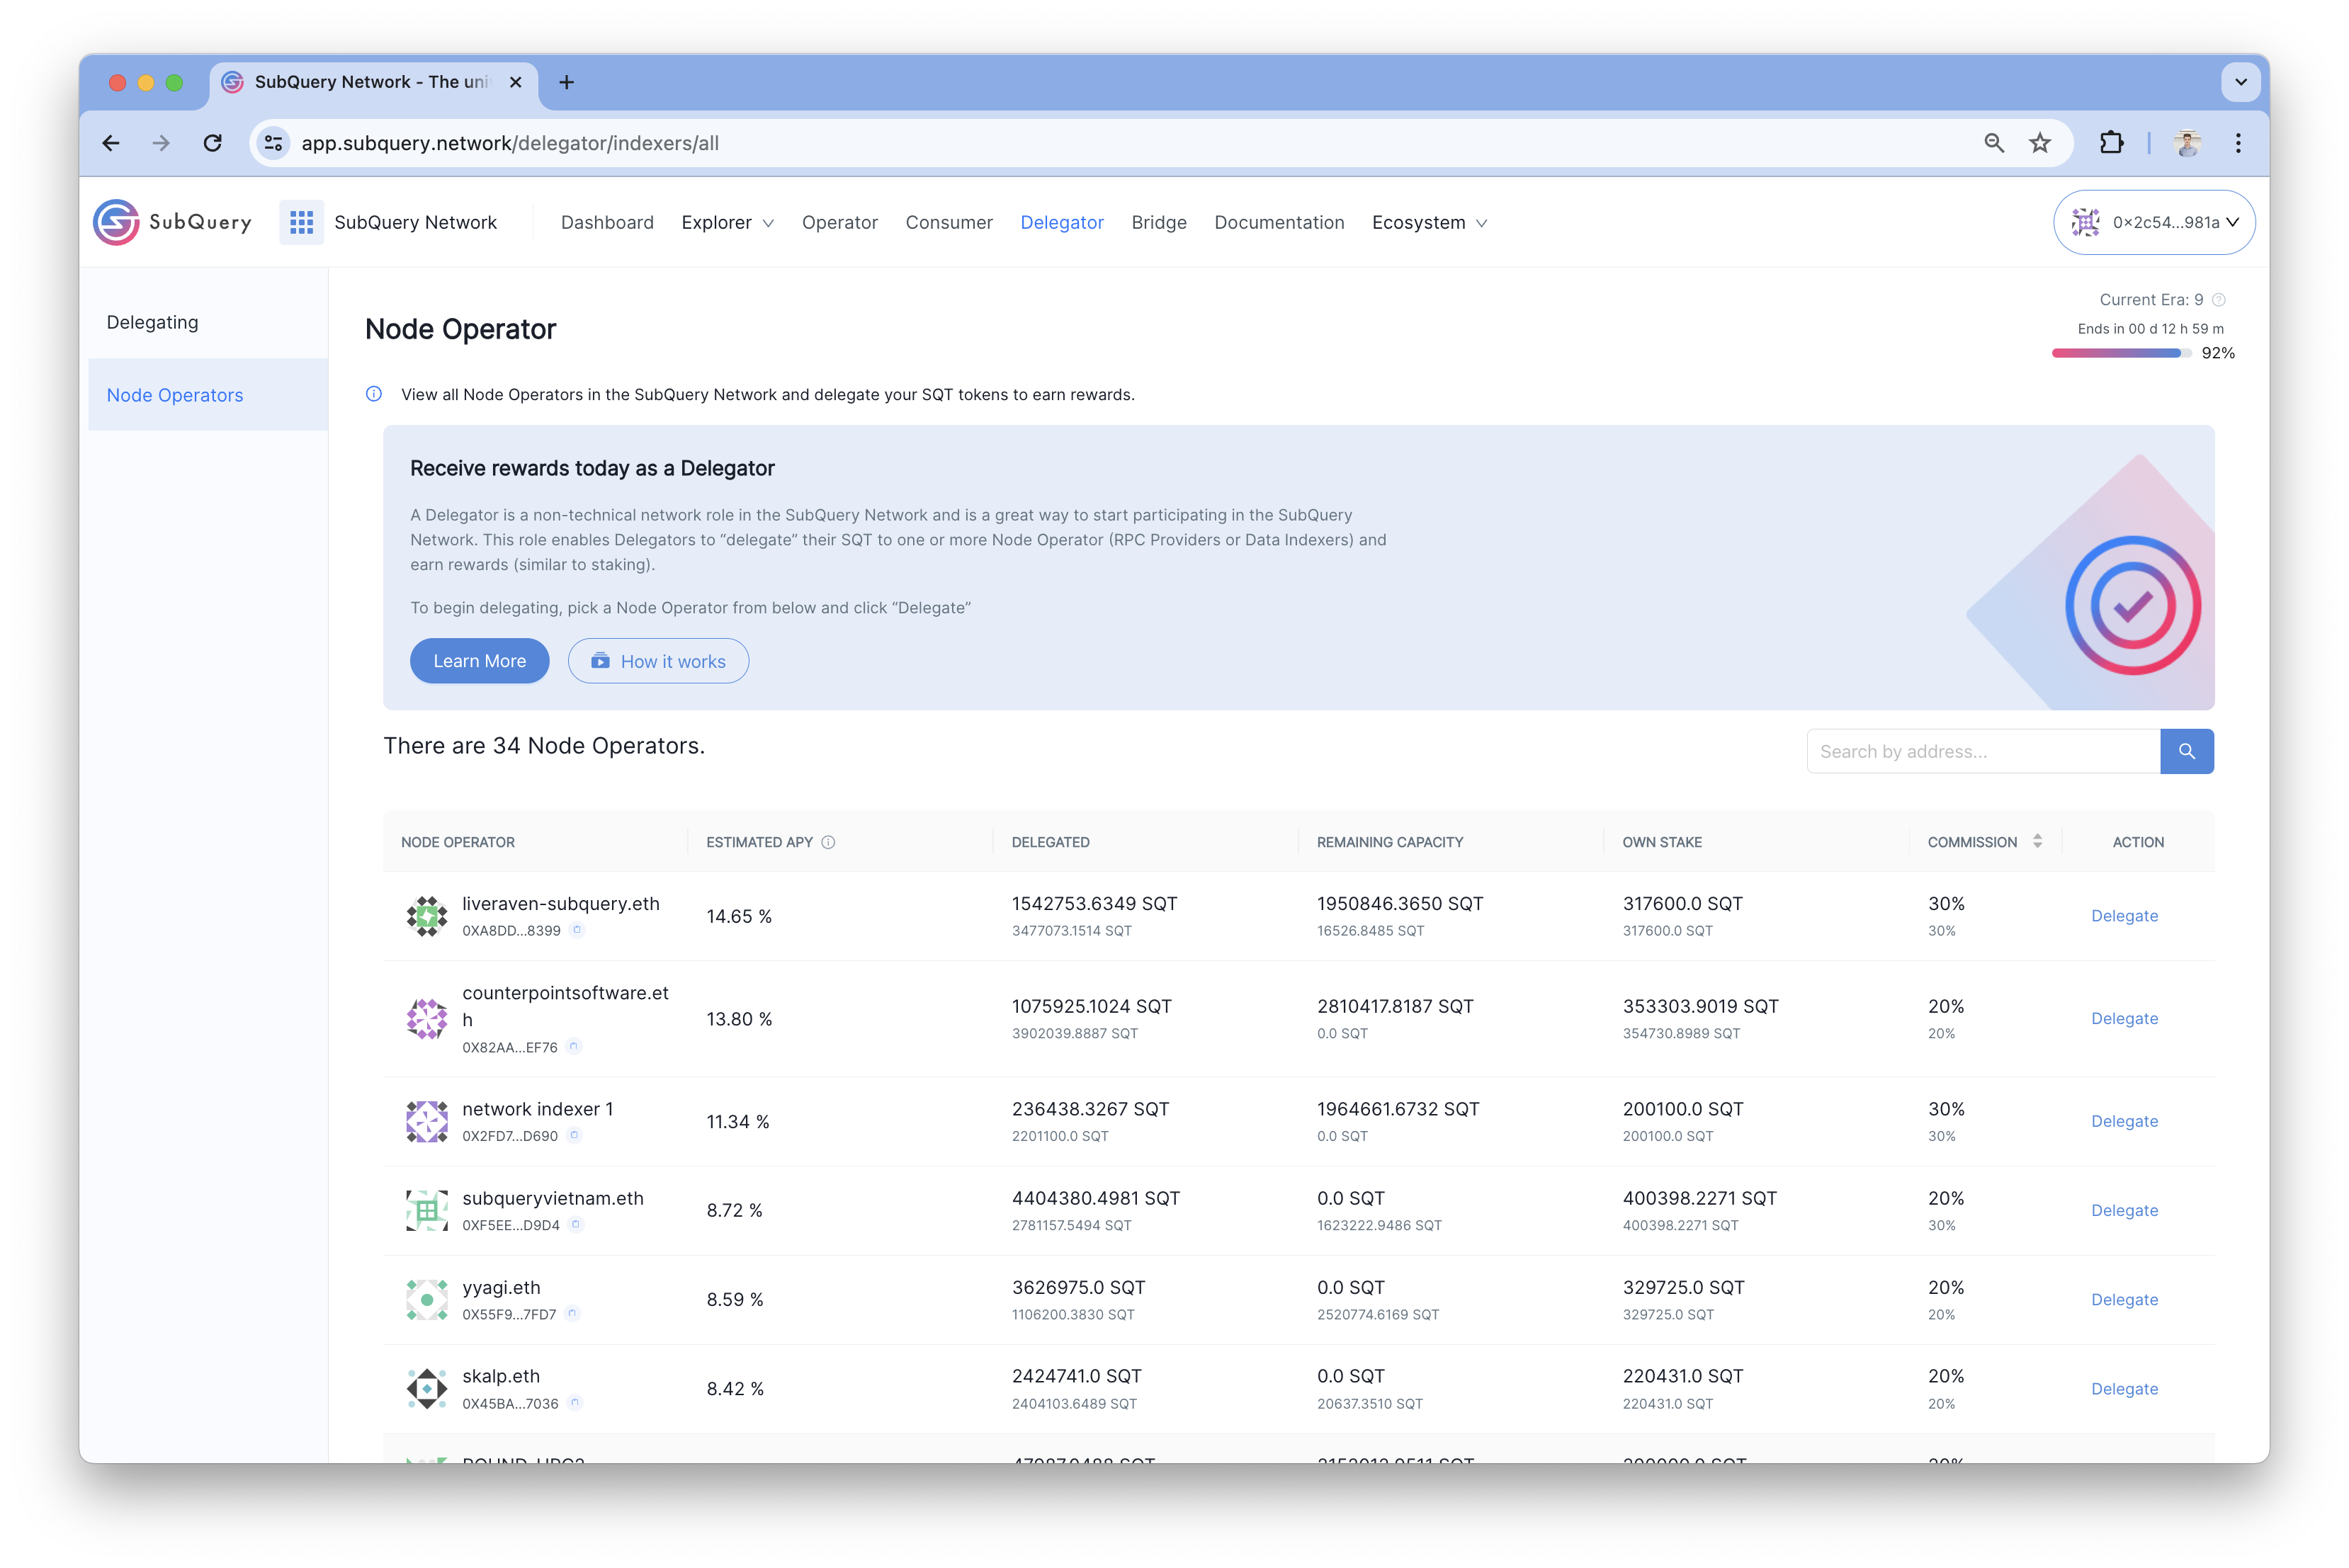 SubQuery Network - The uni
app.subquery.network/delegator/indexers/all
SubQuery
SubQuery Network
Dashboard
Explorer
Operator
Consumer
Delegator
Bridge
Documentation
Ecosystem
0x2c54...981a
Delegating
Node Operators
Node Operator
Current Era: 9
Ends in 00 d 12 h 59 m
92%
View all Node Operators in the SubQuery Network and delegate your SQT tokens to earn rewards.
Receive rewards today as a Delegator
A Delegator is a non-technical network role in the SubQuery Network and is a great way to start participating in the SubQuery
Network. This role enables Delegators to “delegate” their SQT to one or more Node Operator (RPC Providers or Data Indexers) and
earn rewards (similar to staking).
To begin delegating, pick a Node Operator from below and click “Delegate”
Learn More
How it works
There are 34 Node Operators.
Search by address...
NODE OPERATOR ESTIMATED APY DELEGATED REMAINING CAPACITY OWN STAKE COMMISSION ACTION
liveraven-subquery.eth
0XA8DD...8399
14.65 %
1542753.6349 SQT
3477073.1514 SQT
1950846.3650 SQT
16526.8485 SQT
317600.0 SQT
317600.0 SQT
30%
30%
Delegate
counterpointsoftware.et
h
0X82AA...EF76
13.80 %
1075925.1024 SQT
3902039.8887 SQT
2810417.8187 SQT
0.0 SQT
353303.9019 SQT
354730.8989 SQT
20%
20%
Delegate
network indexer 1
0X2FD7...D690
11.34 %
236438.3267 SQT
2201100.0 SQT
1964661.6732 SQT
0.0 SQT
200100.0 SQT
200100.0 SQT
30%
30%
Delegate
subqueryvietnam.eth
0XF5EE...D9D4
8.72 %
4404380.4981 SQT
2781157.5494 SQT
0.0 SQT
1623222.9486 SQT
400398.2271 SQT
400398.2271 SQT
20%
30%
Delegate
yyagi.eth
0X55F9...7FD7
8.59 %
3626975.0 SQT
1106200.3830 SQT
0.0 SQT
2520774.6169 SQT
329725.0 SQT
329725.0 SQT
20%
20%
Delegate
skalp.eth
0X45BA...7036
8.42 %
2424741.0 SQT
2404103.6489 SQT
0.0 SQT
20637.3510 SQT
220431.0 SQT
220431.0 SQT
20%
20%
Delegate